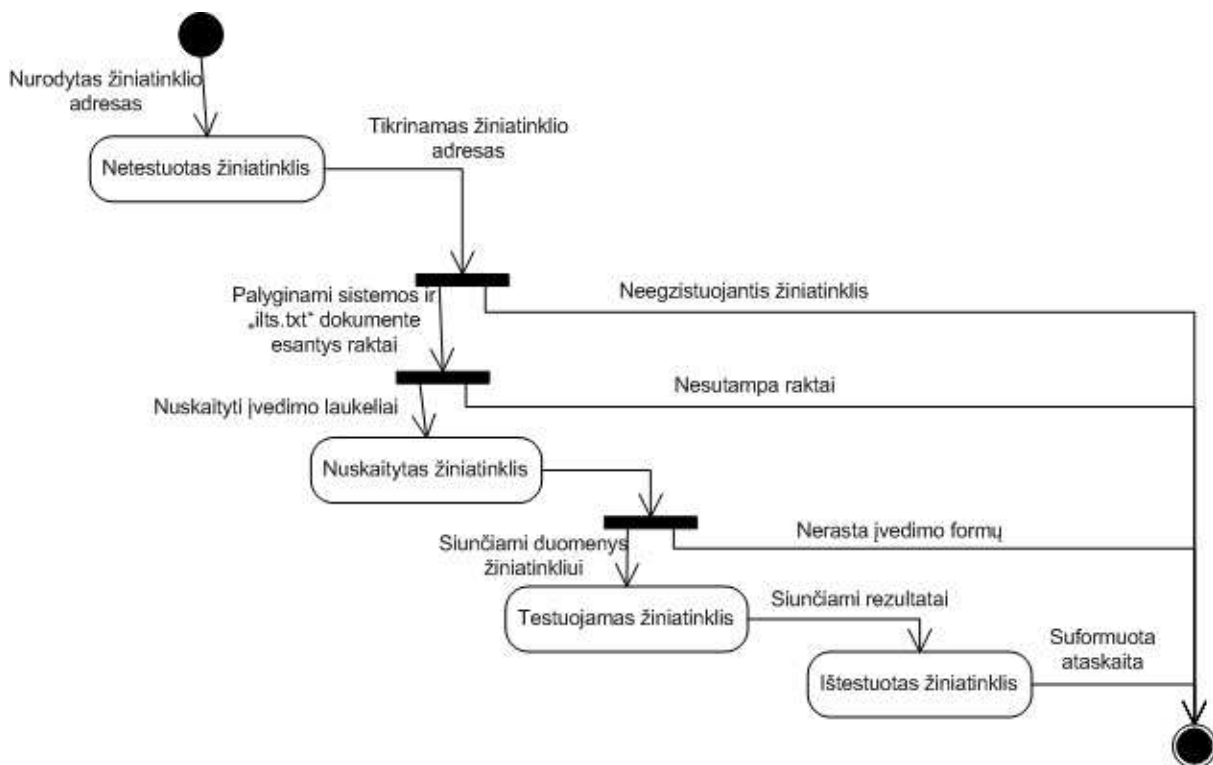 Nurodytas žiniatinklio
adresas
Tikrinamas žiniatinklio
adresas
Netestuotas žiniatinklis
Palyginami sistemos ir
„ilts.txt“ dokumente
esantys raktai
Neegzistuojantis žiniatinklis
Nesutampa raktai
Nuskaityti įvedimo laukeliai
Nuskaitytas žiniatinklis
Siunčiami duomenys
žiniatinkliui
Nerasta įvedimo formų
Testuojamas žiniatinklis
Siunčiami rezultatai
Suformuota
ataskaita
Ištestuotas žiniatinklis